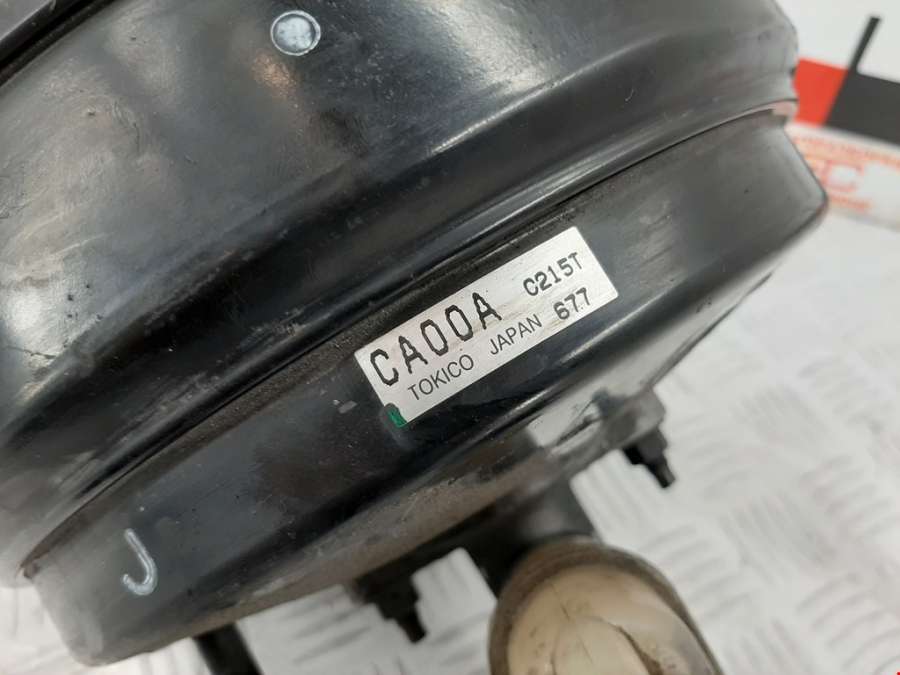 CA00A C215T
TOKICO JAPAN 677
J